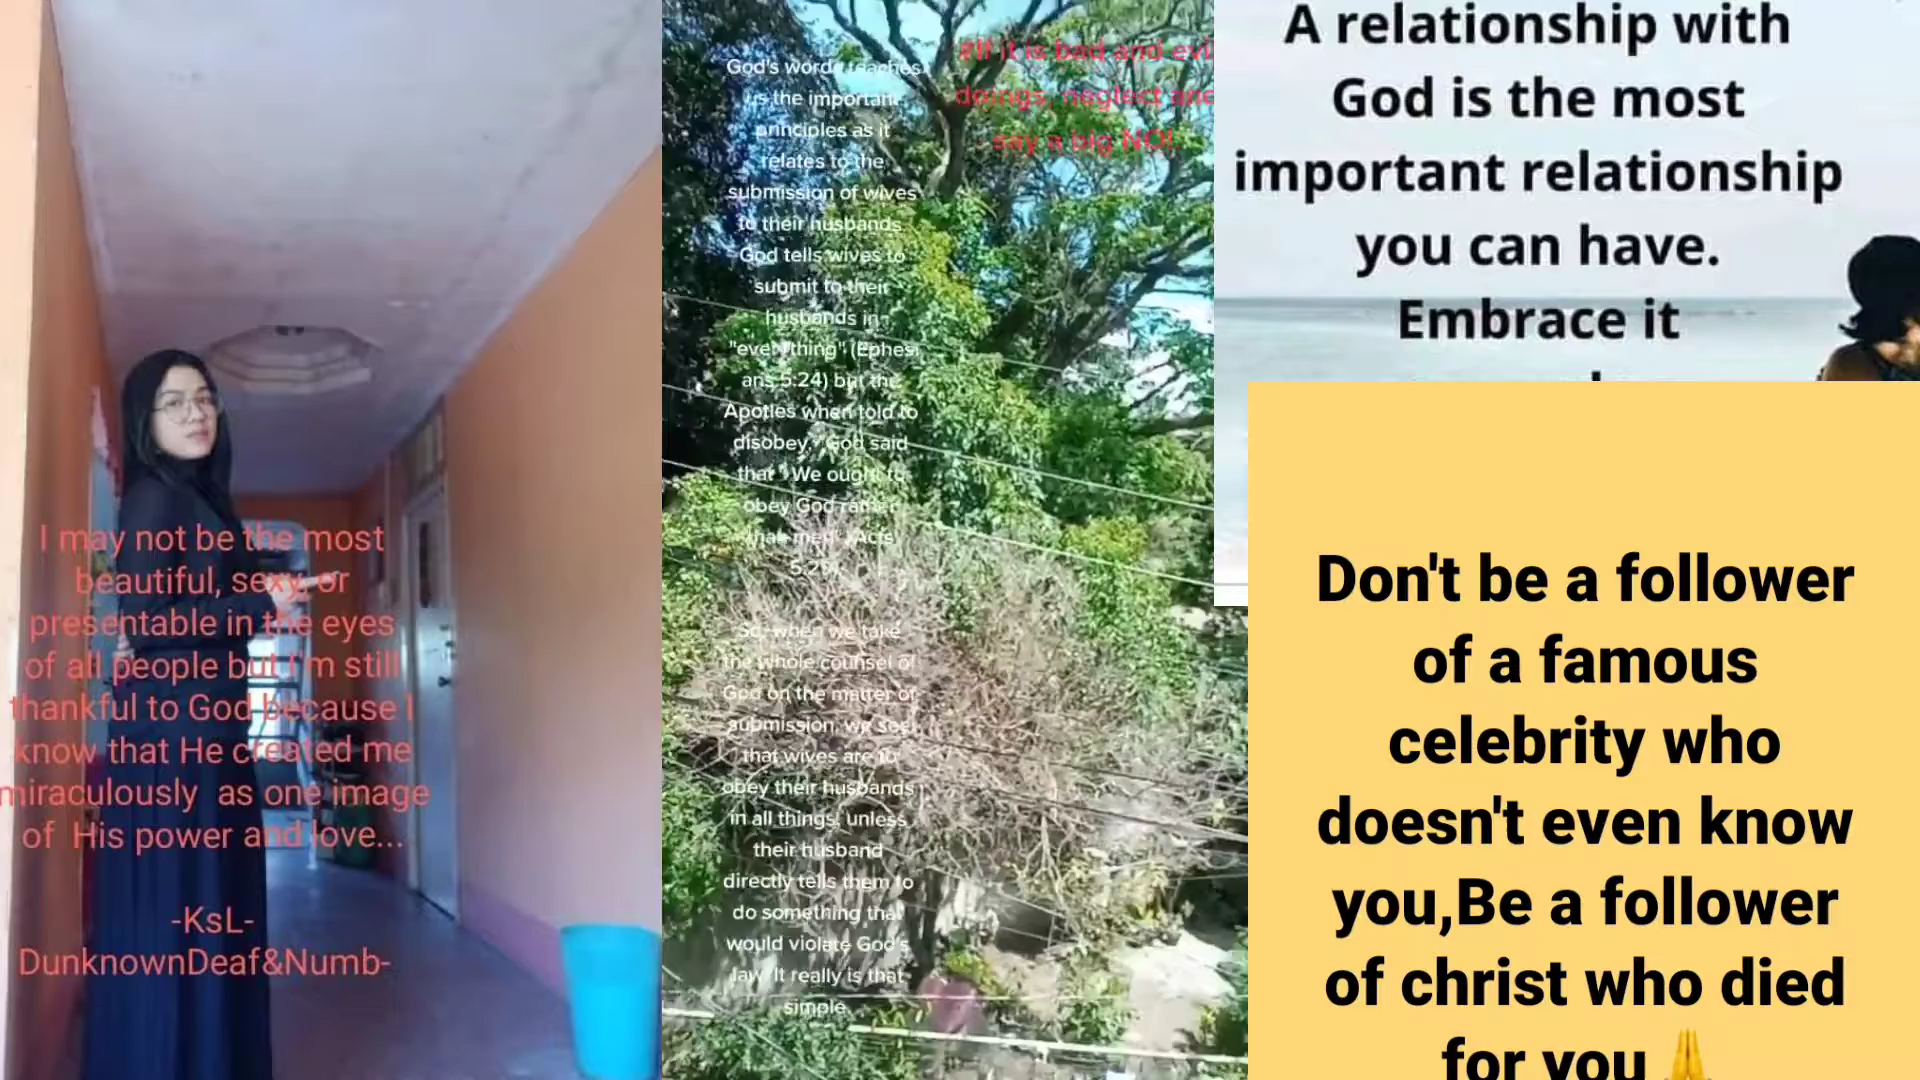 I may not be the most
beautiful, sexy, or
presentable in the eyes
of all people but I'm still
thankful to God because I
know that He created me
miraculously as one image
of His power and love...
-KsL-
DunknownDeaf&Numb-
God's words teaches
us the important
principles as it
relates to the
submission of wives
to their husbands
God tells wives to
submit to their
husbands in
"everything" (Ephesi
ans 5:24) but the
Apotles when told to
disobey, God said
that "We ought to
obey God rather
than men" (Acts
So, when we take
the whole counsel of
God on the matter of
submission, we see
that wives are to
obey their husbands
in all things, unless
their husband
directly tells them to
do something that
would violate God's
law. It really is that
simple.
#If it is bad and evi
doings, neglect and
say a big NO!.
A relationship with
God is the most
important relationship
you can have.
Embrace it
Don't be a follower
of a famous
celebrity who
doesn't even know
you,Be a follower
of christ who died
for you 🙏